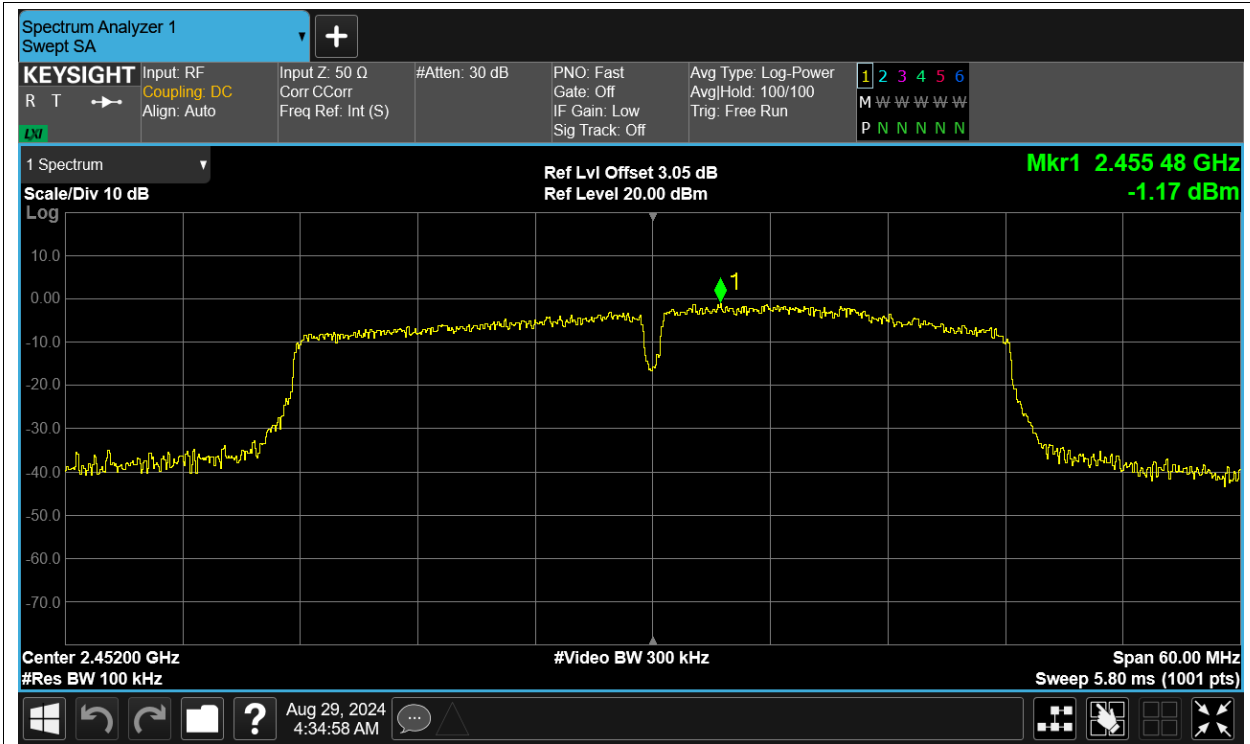 Spectrum Analyzer 1
Swept SA
KEYSIGHT
R T
LXI
Input: RF
Coupling: DC
Align: Auto
Input Z: 50 Ω
Corr CCorr
Freq Ref: Int (S)
#Atten: 30 dB
PNO: Fast
Gate: Off
IF Gain: Low
Sig Track: Off
Avg Type: Log-Power
Avg|Hold: 100/100
Trig: Free Run
1 2 3 4 5 6
M W W W W W
P N N N N N
1 Spectrum
Scale/Div 10 dB
Log
Ref Lvl Offset 3.05 dB
Ref Level 20.00 dBm
Mkr1 2.455 48 GHz
-1.17 dBm
1
10.0
0.00
-10.0
-20.0
-30.0
-40.0
-50.0
-60.0
-70.0
Center 2.45200 GHz
#Video BW 300 kHz
Span 60.00 MHz
#Res BW 100 kHz
Sweep 5.80 ms (1001 pts)
?
Aug 29, 2024
4:34:58 AM